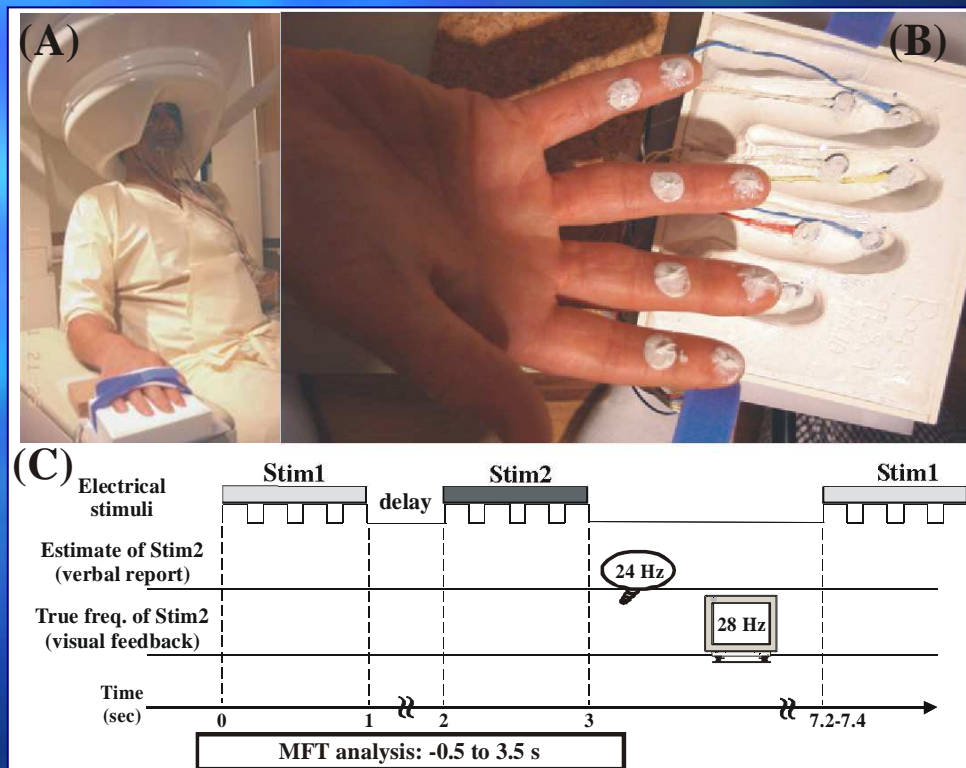 (A)
(B)
(C)
Electrical
stimuli
Stim1
delay
Stim2
Stim1
Estimate of Stim2
(verbal report)
24 Hz
True freq. of Stim2
(visual feedback)
28 Hz
Time
(sec)
0
1
2
3
7.2-7.4
MFT analysis: -0.5 to 3.5 s